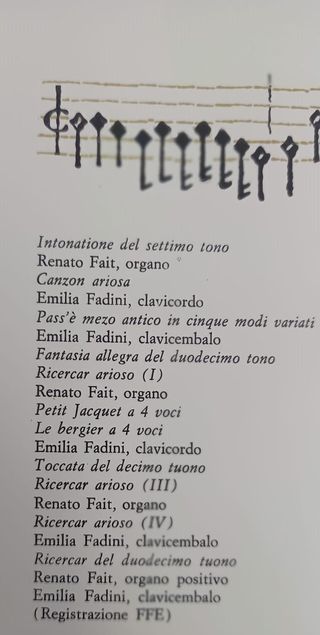 Intonatione del settimo tono
Renato Fait, organo
Canzon ariosa
Emilia Fadini, clavicordo
Pass'è mezo antico in cinque modi variati
Emilia Fadini, clavicembalo
Fantasia allegra del duodecimo tono
Ricercar arioso (I)
Renato Fait, organo
Petit Jacquet a 4 voci
Le bergier a 4 voci
Emilia Fadini, clavicordo
Toccata del decimo tuono
Ricercar arioso (III)
Renato Fait, organo
Ricercar arioso (IV)
Emilia Fadini, clavicembalo
Ricercar del duodecimo tuono
Renato Fait, organo positivo
Emilia Fadini, clavicembalo
(Registrazione FFE)